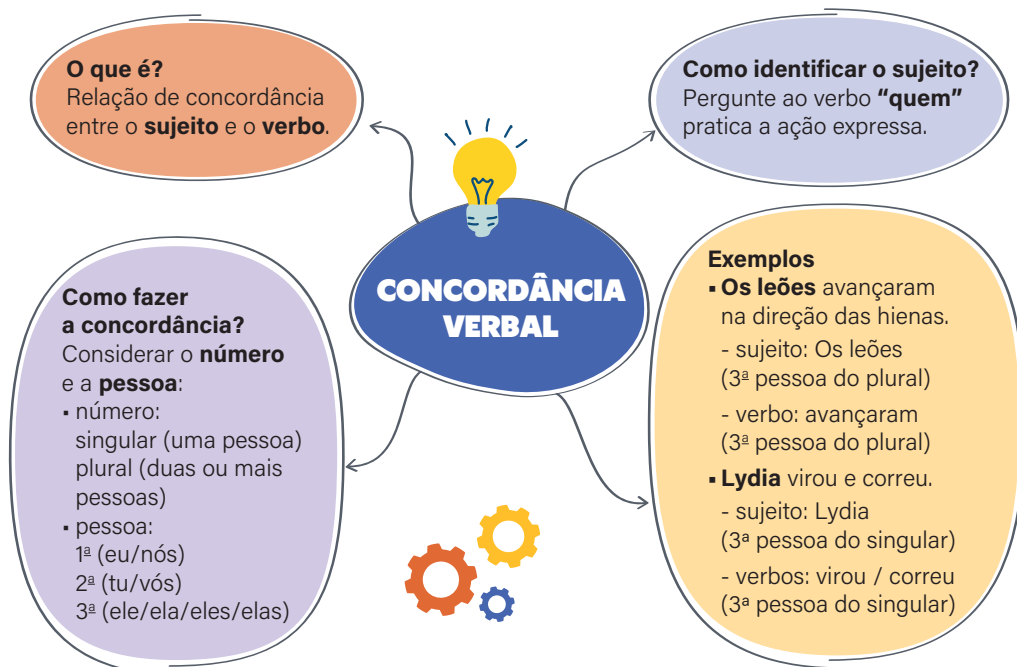 O que é?
Relação de concordância
entre o sujeito e o verbo.
Como identificar o sujeito?
Pergunte ao verbo “quem”
pratica a ação expressa.
CONCORDÂNCIA
VERBAL
Como fazer
a concordância?
Considerar o número
e a pessoa:
▪ número:
singular (uma pessoa)
plural (duas ou mais
pessoas)
▪ pessoa:
1ª (eu/nós)
2ª (tu/vós)
3ª (ele/ela/eles/elas)
Exemplos
▪ Os leões avançaram
na direção das hienas.
- sujeito: Os leões
(3ª pessoa do plural)
- verbo: avançaram
(3ª pessoa do plural)
▪ Lydia virou e correu.
- sujeito: Lydia
(3ª pessoa do singular)
- verbos: virou / correu
(3ª pessoa do singular)